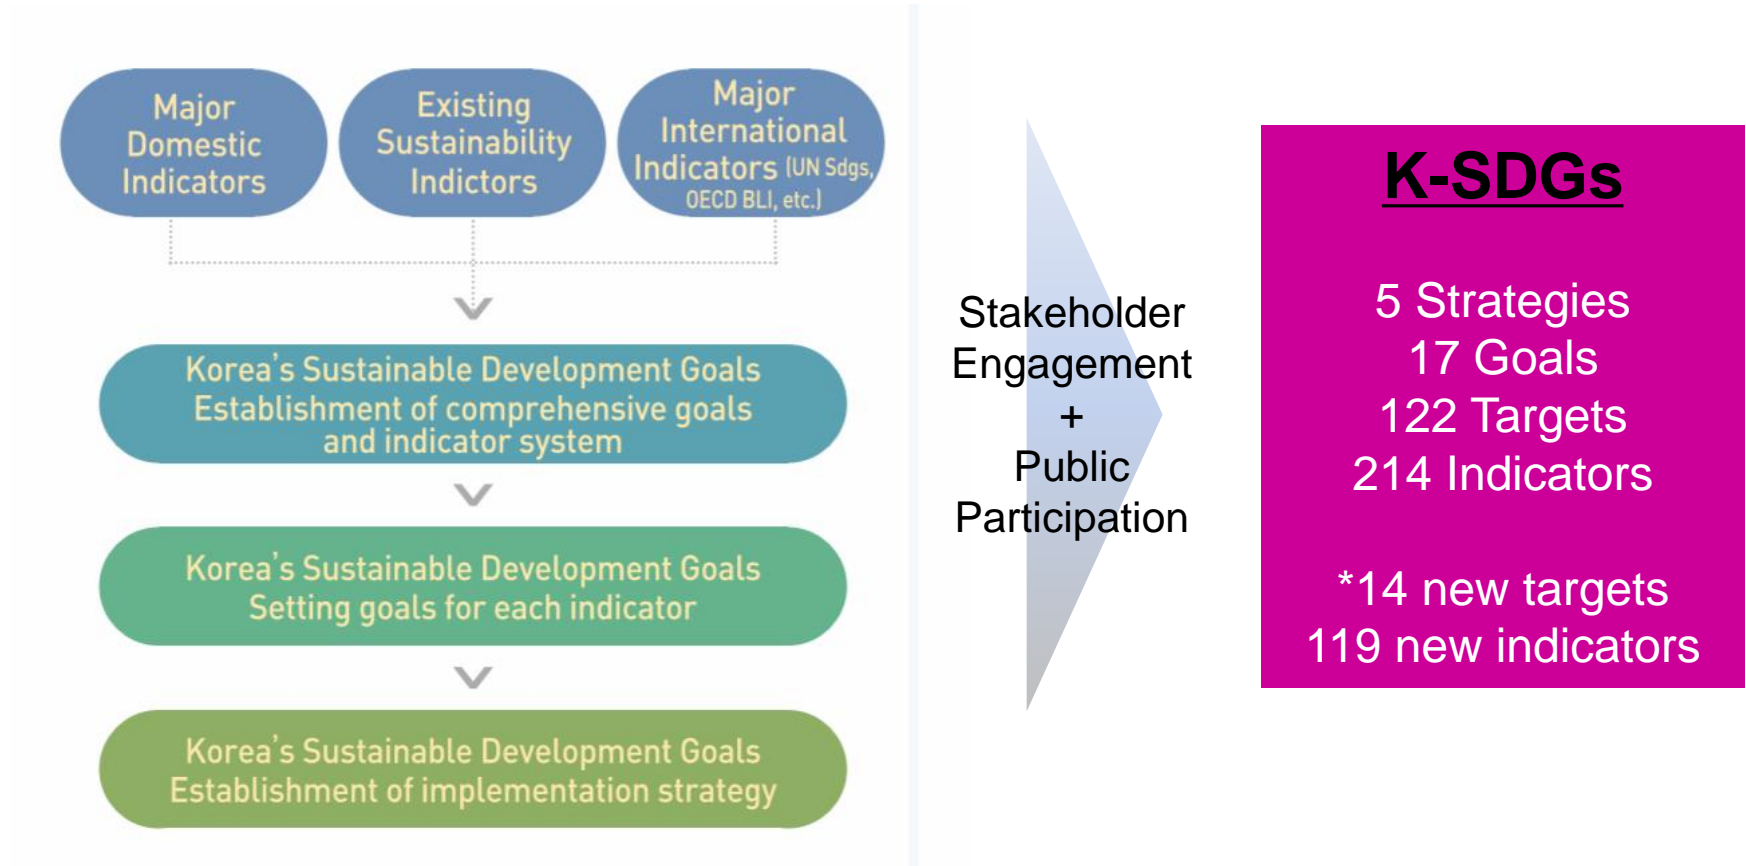 Major
Domestic
Indicators
Existing
Sustainability
Indictors
Major
International
Indicators (UN Sdgs,
OECD BLI, etc.)
Korea's Sustainable Development Goals
Establishment of comprehensive goals
and indicator system
Korea's Sustainable Development Goals
Setting goals for each indicator
Korea's Sustainable Development Goals
Establishment of implementation strategy
Stakeholder
Engagement
+
Public
Participation
K-SDGs
5 Strategies
17 Goals
122 Targets
214 Indicators
*14 new targets
119 new indicators